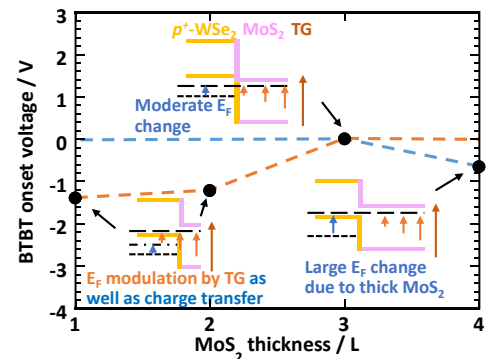 3
p⁺-WSe₂ MoS₂ TG
2
1
Moderate E_F
change
0
-1
-2
-3
E_F modulation by TG as
well as charge transfer
Large E_F change
due to thick MoS₂
-4
1 2 3 4
BTBT onset voltage / V
MoS₂ thickness / L